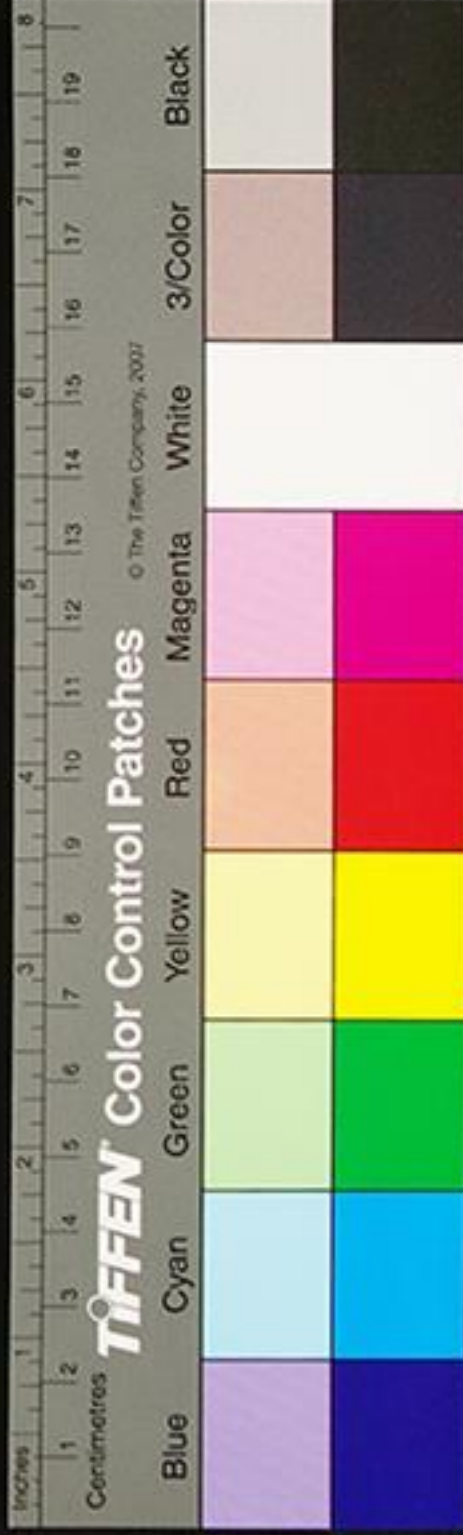 Inches 1 2 3 4 5 6 7 8
Centimetres 1 2 3 4 5 6 7 8 9 10 11 12 13 14 15 16 17 18 19
TIFFEN Color Control Patches © The Tiffen Company, 2007
Blue Cyan Green Yellow Red Magenta White 3/Color Black